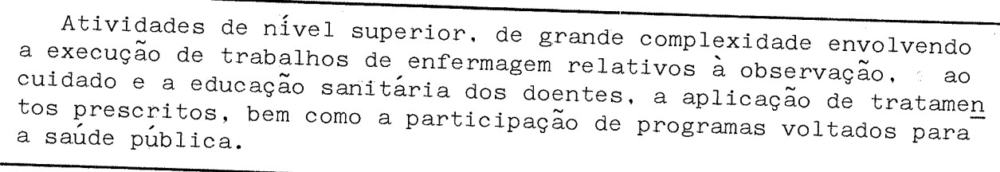 Atividades de nível superior, de grande complexidade envolvendo
a execução de trabalhos de enfermagem relativos à observação, ao
cuidado e a educação sanitária dos doentes, a aplicação de tratamen
tos prescritos, bem como a participação de programas voltados para
a saúde pública.